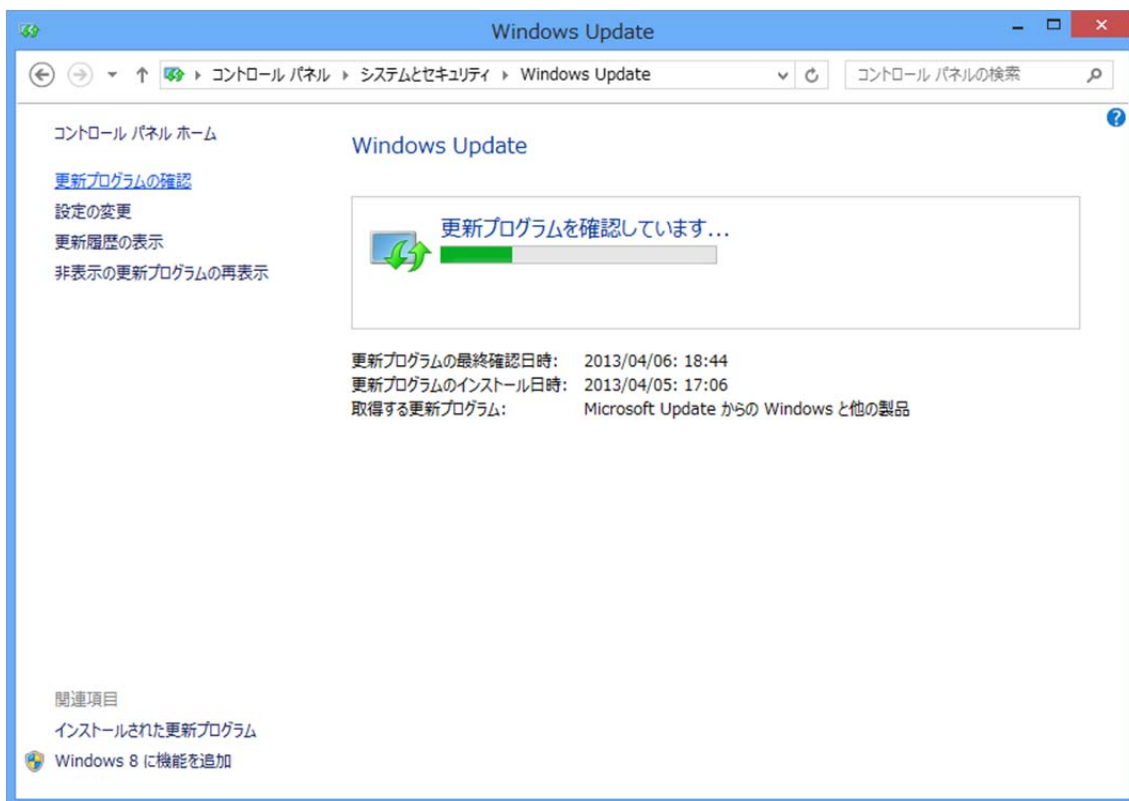 Windows Update
コントロール パネル システムとセキュリティ Windows Update
コントロール パネルの検索
コントロール パネル ホーム
更新プログラムの確認
設定の変更
更新履歴の表示
非表示の更新プログラムの再表示
Windows Update
更新プログラムを確認しています...
更新プログラムの最終確認日時: 2013/04/06: 18:44
更新プログラムのインストール日時: 2013/04/05: 17:06
取得する更新プログラム: Microsoft Update からの Windows と他の製品
関連項目
インストールされた更新プログラム
Windows 8 に機能を追加